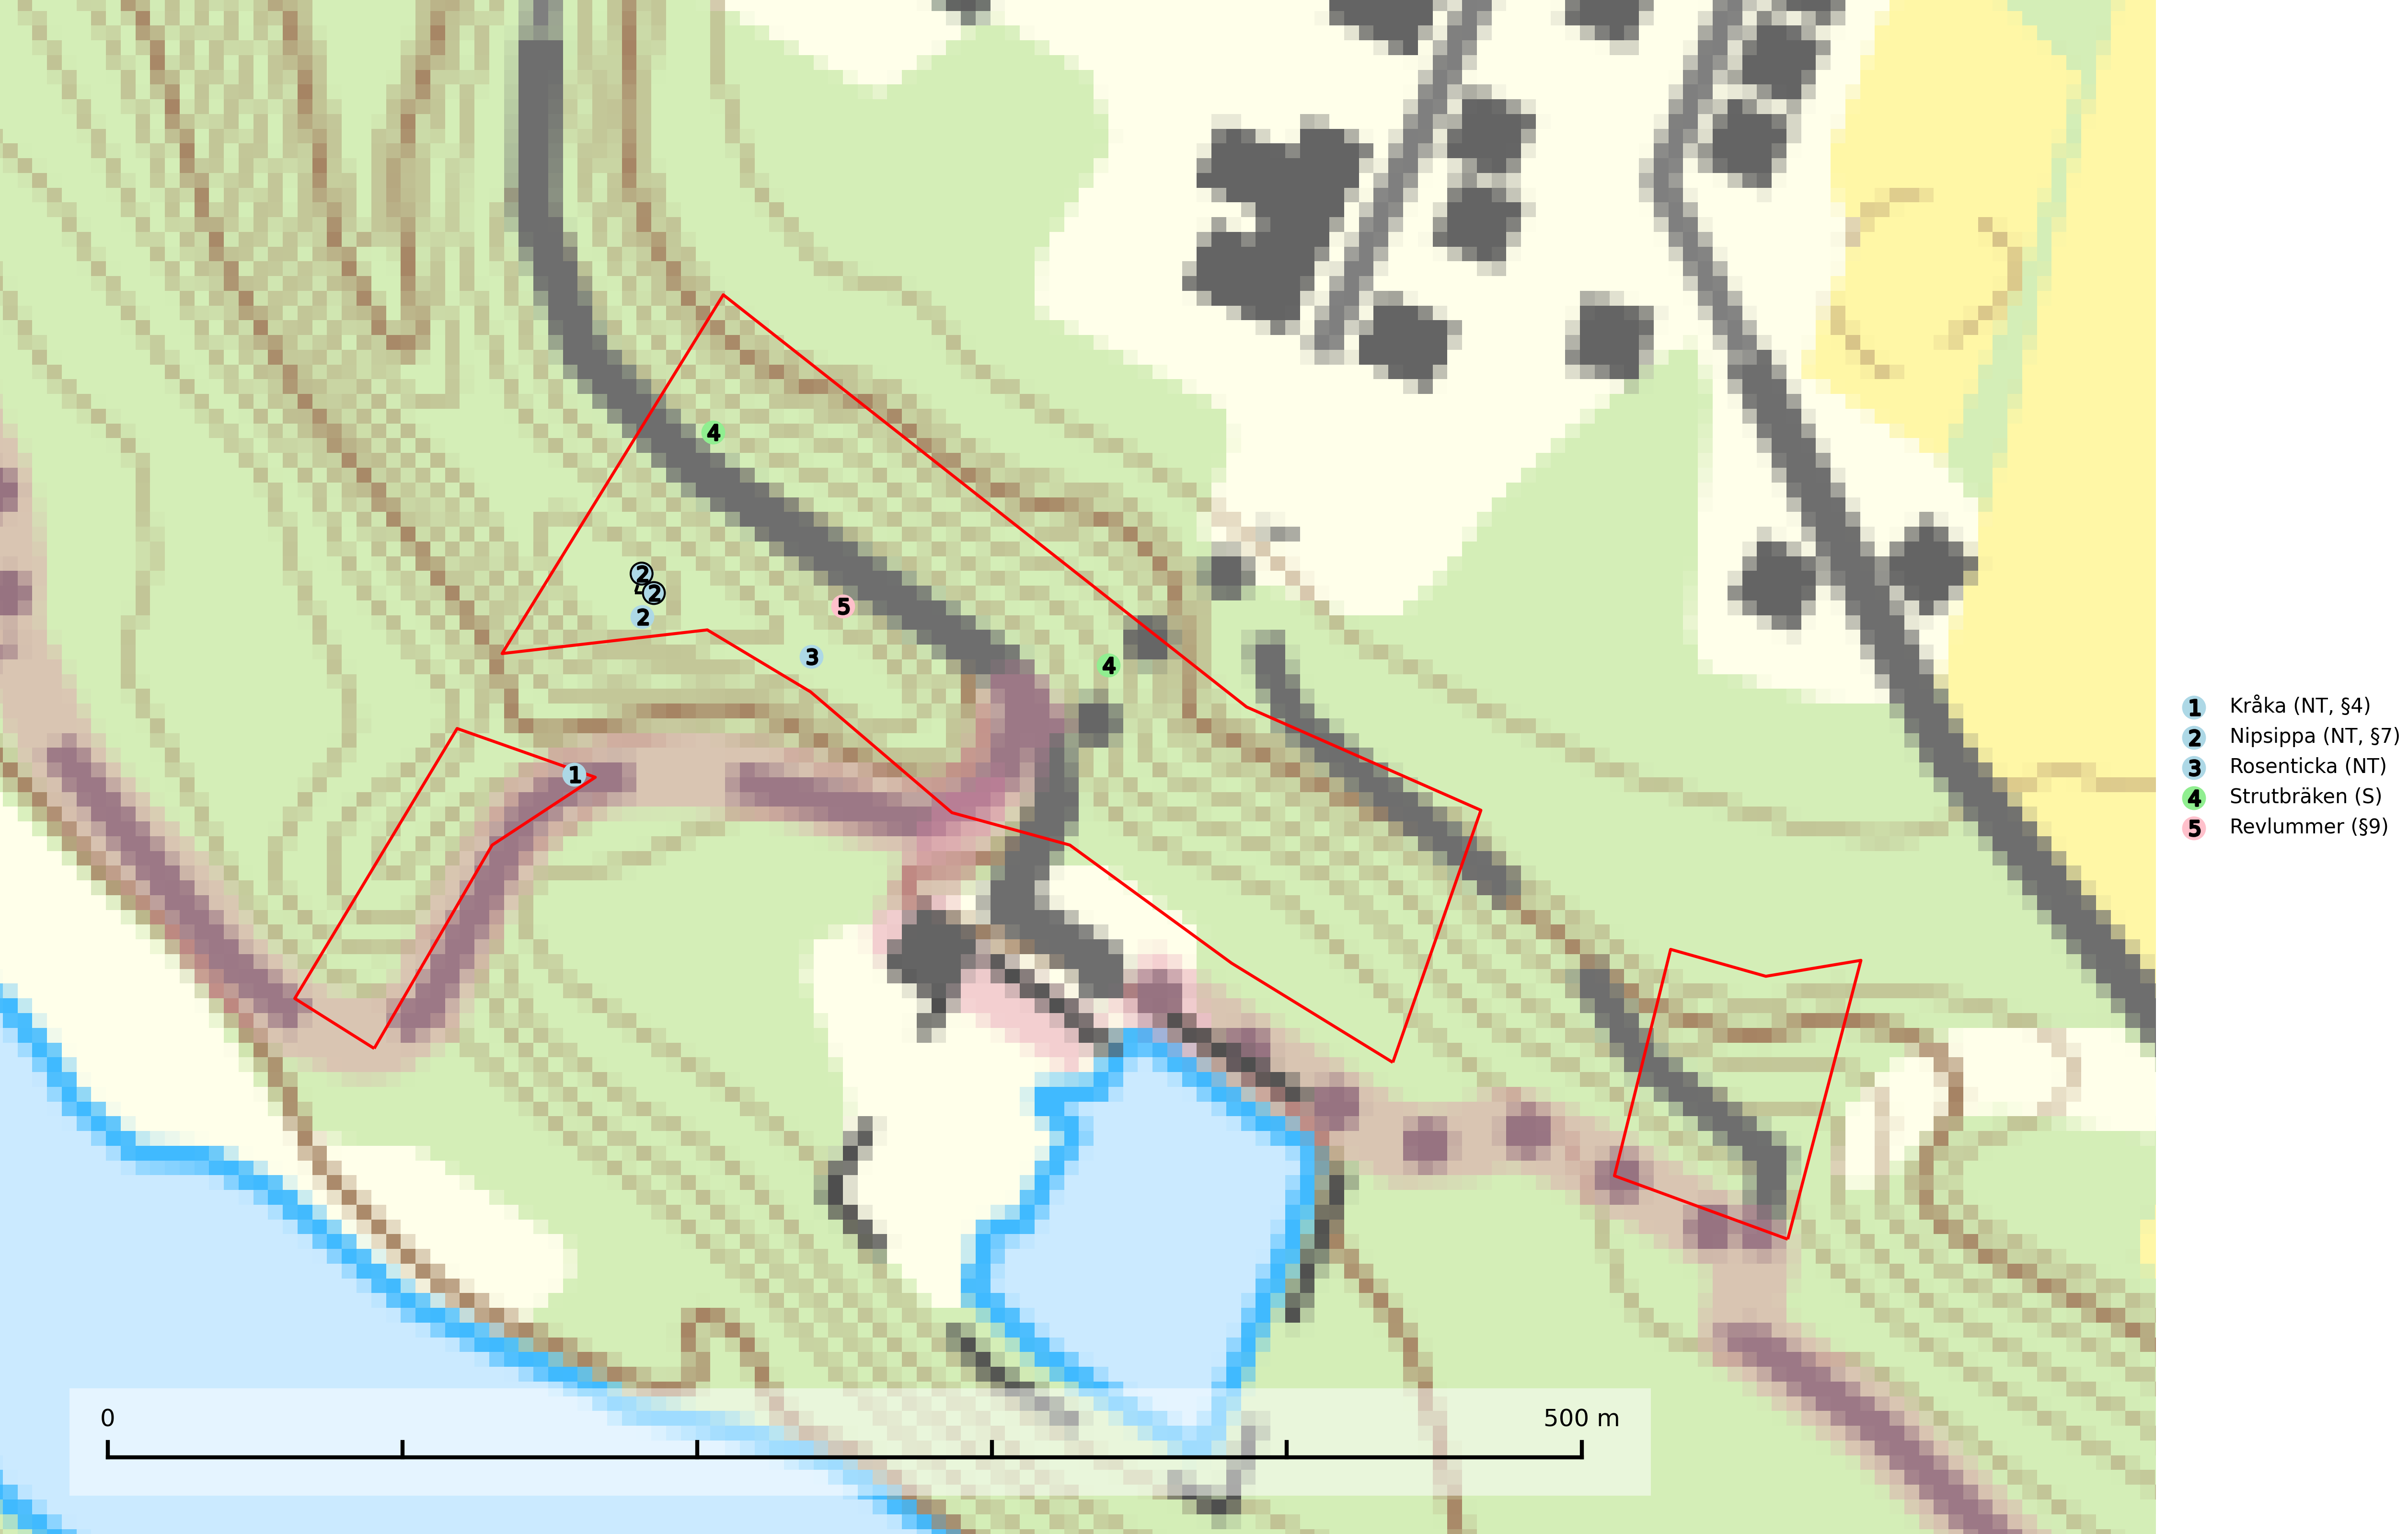 4
2
2
2
5
3
4
1
1 Kråka (NT, §4)
2 Nipsippa (NT, §7)
3 Rosenticka (NT)
4 Strutbräken (S)
5 Revlummer (§9)
0 500 m